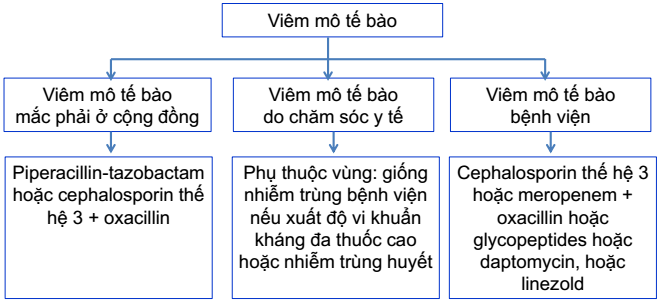 Viêm mô tế bào
Viêm mô tế bào
mắc phải ở cộng đồng
Viêm mô tế bào
do chăm sóc y tế
Viêm mô tế bào
bệnh viện
Piperacillin-tazobactam
hoặc cephalosporin thế
hệ 3 + oxacillin
Phụ thuộc vùng: giống
nhiễm trùng bệnh viện
nếu xuất độ vi khuẩn
kháng đa thuốc cao
hoặc nhiễm trùng huyết
Cephalosporin thế hệ 3
hoặc meropenem +
oxacillin hoặc
glycopeptides hoặc
daptomycin, hoặc
linezold